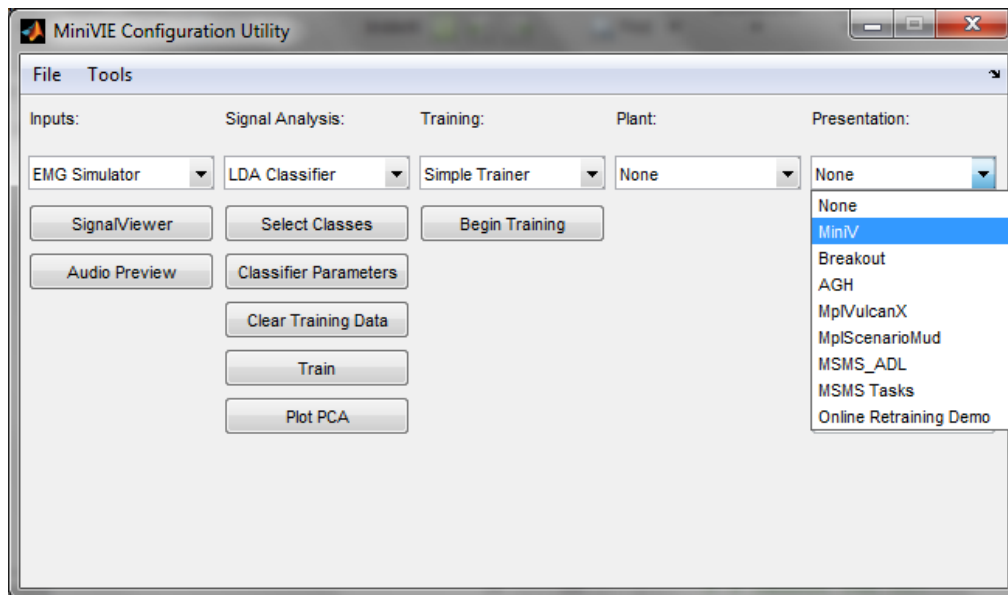 MiniVIE Configuration Utility
File Tools
Inputs: Signal Analysis: Training: Plant: Presentation:
EMG Simulator LDA Classifier Simple Trainer None None
SignalViewer Select Classes Begin Training
Audio Preview Classifier Parameters
Clear Training Data
Train
Plot PCA
None
MiniV
Breakout
AGH
MplVulcanX
MplScenarioMud
MSMS_ADL
MSMS Tasks
Online Retraining Demo